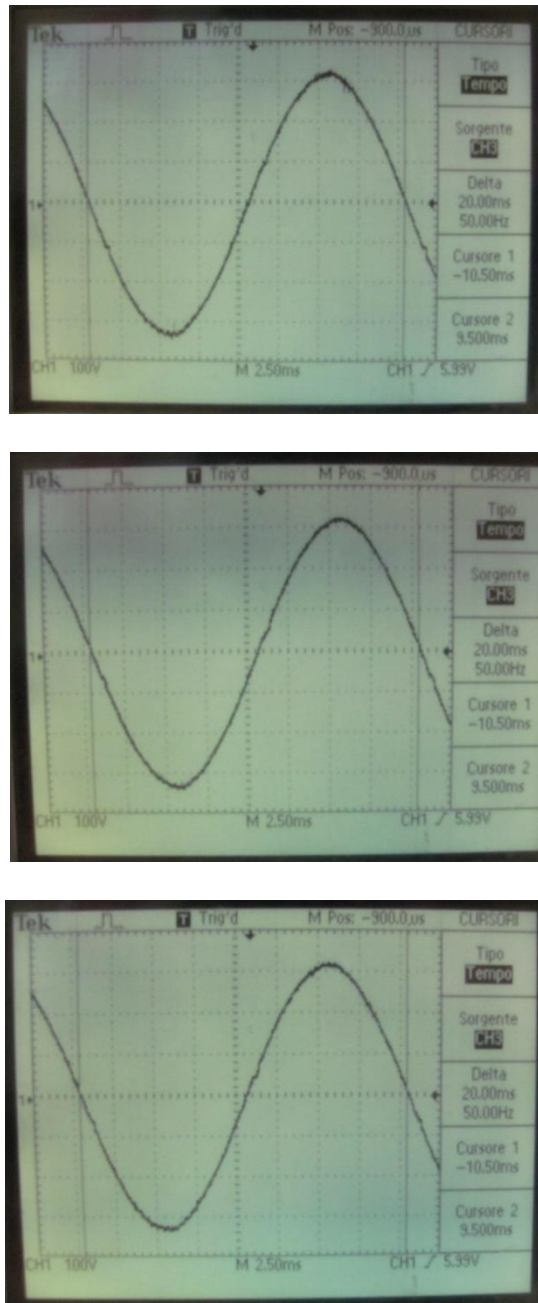 Tek T Trig'd M Pos: -900.0us CURSORI
Tipo
Tempo
Sorgente
CH3
Delta
20.00ms
50.00Hz
Cursore 1
-10.50ms
Cursore 2
9.500ms
1
CH1 100V M 2.50ms CH1 5.99V
Tek T Trig'd M Pos: -900.0us CURSORI
Tipo
Tempo
Sorgente
CH3
Delta
20.00ms
50.00Hz
Cursore 1
-10.50ms
Cursore 2
9.500ms
1
CH1 100V M 2.50ms CH1 5.99V
Tek T Trig'd M Pos: -900.0us CURSORI
Tipo
Tempo
Sorgente
CH3
Delta
20.00ms
50.00Hz
Cursore 1
-10.50ms
Cursore 2
9.500ms
1
CH1 100V M 2.50ms CH1 5.99V